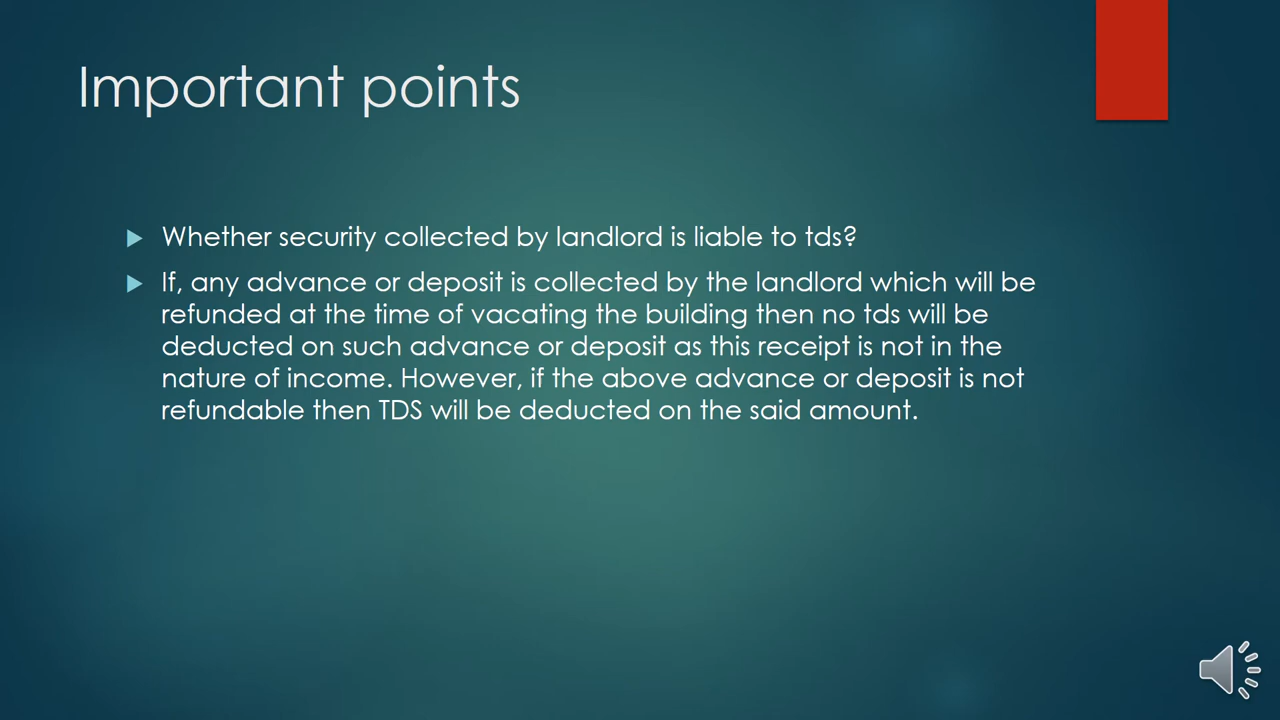 Important points
Whether security collected by landlord is liable to tds?
If, any advance or deposit is collected by the landlord which will be
refunded at the time of vacating the building then no tds will be
deducted on such advance or deposit as this receipt is not in the
nature of income. However, if the above advance or deposit is not
refundable then TDS will be deducted on the said amount.